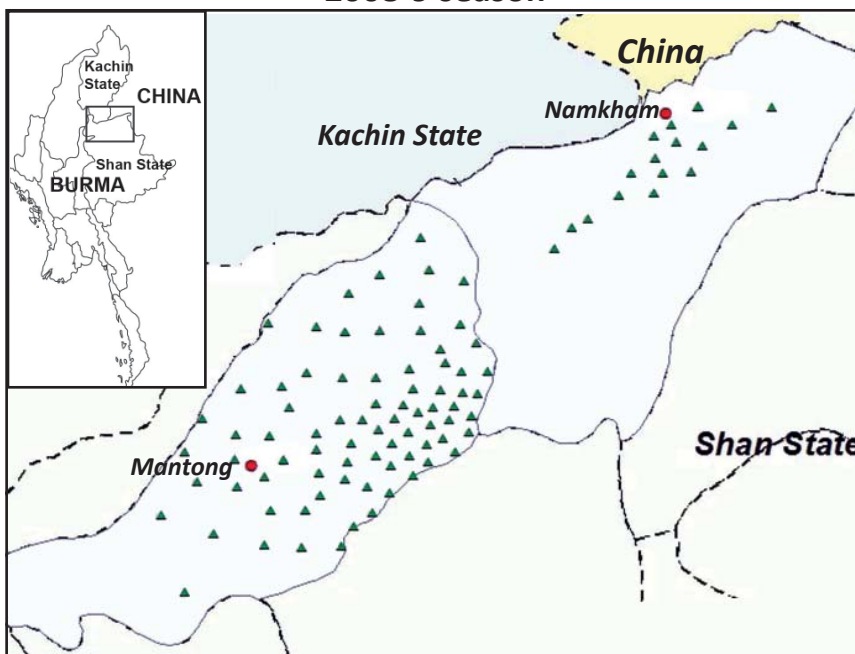 Kachin
State
CHINA
Shan State
BURMA
China
Namkham
Kachin State
Mantong
Shan State